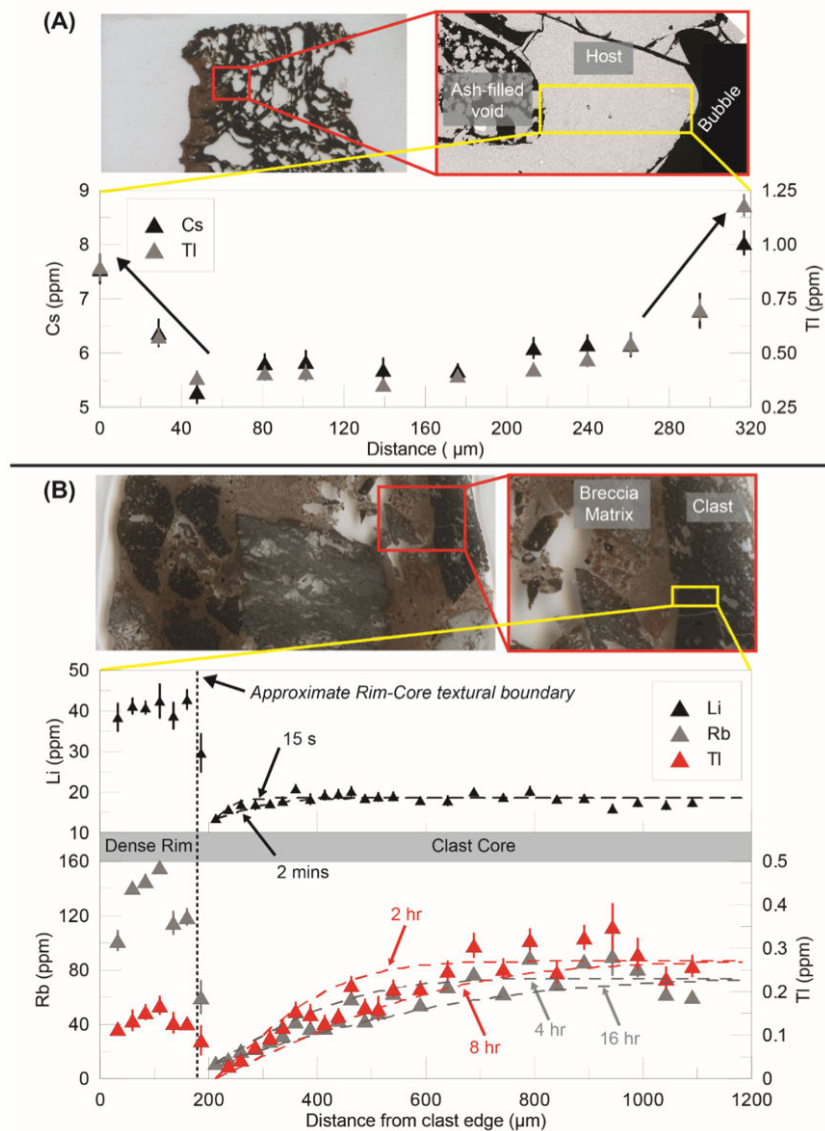 (A)
Host
Ash-filled
void
Bubble
9
8
7
6
5
Cs (ppm)
Cs
Tl
1.25
1.00
0.75
0.50
0.25
Tl (ppm)
0 40 80 120 160 200 240 280 320
Distance ( µm)
(B)
Breccia
Matrix
Clast
50
40
30
20
10
Li (ppm)
Approximate Rim-Core textural boundary
15 s
2 mins
Li
Rb
Tl
Dense Rim
Clast Core
160
120
80
40
0
Rb (ppm)
2 hr
8 hr
4 hr
16 hr
0.5
0.4
0.3
0.2
0.1
0
Tl (ppm)
0 200 400 600 800 1000 1200
Distance from clast edge (µm)